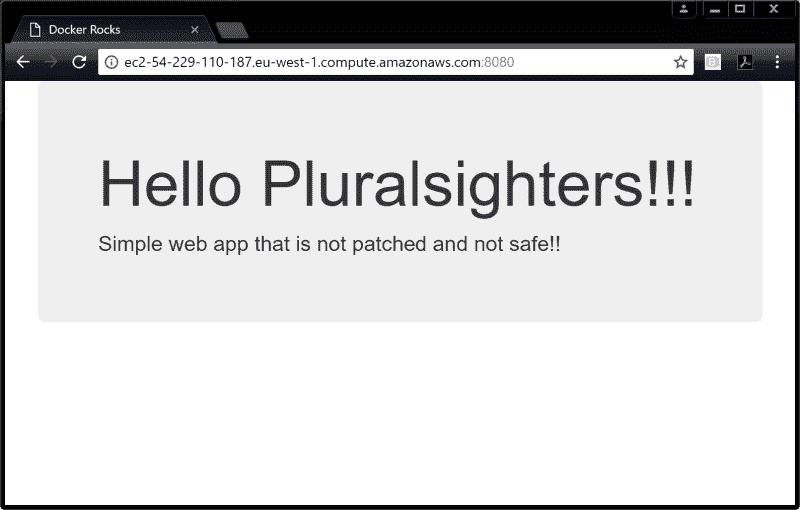 Docker Rocks
ec2-54-229-110-187.eu-west-1.compute.amazonaws.com:8080
Hello Pluralsighters!!!
Simple web app that is not patched and not safe!!